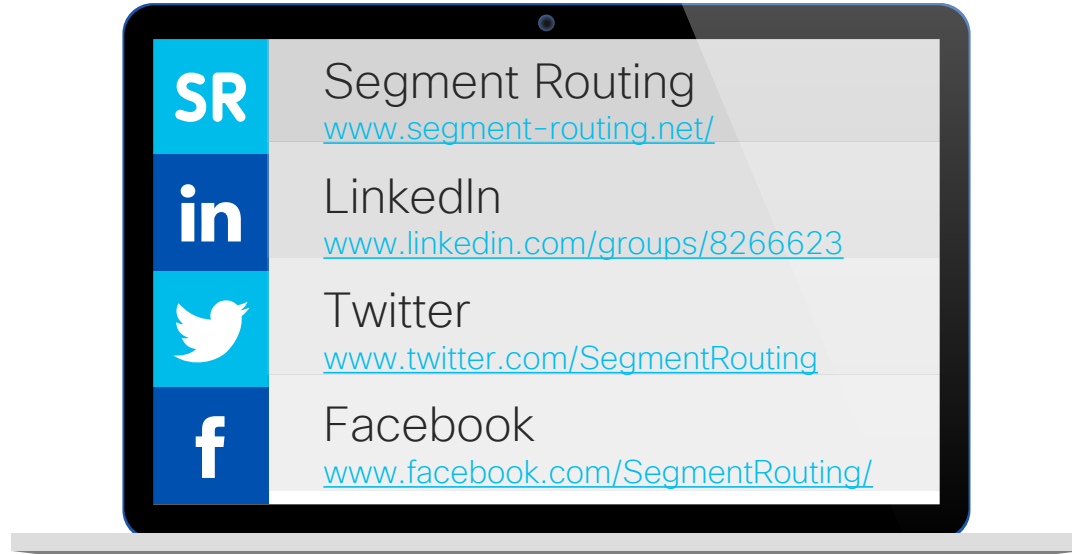 SR
Segment Routing
www.segment-routing.net/
in
LinkedIn
www.linkedin.com/groups/8266623
Twitter
www.twitter.com/SegmentRouting
f
Facebook
www.facebook.com/SegmentRouting/